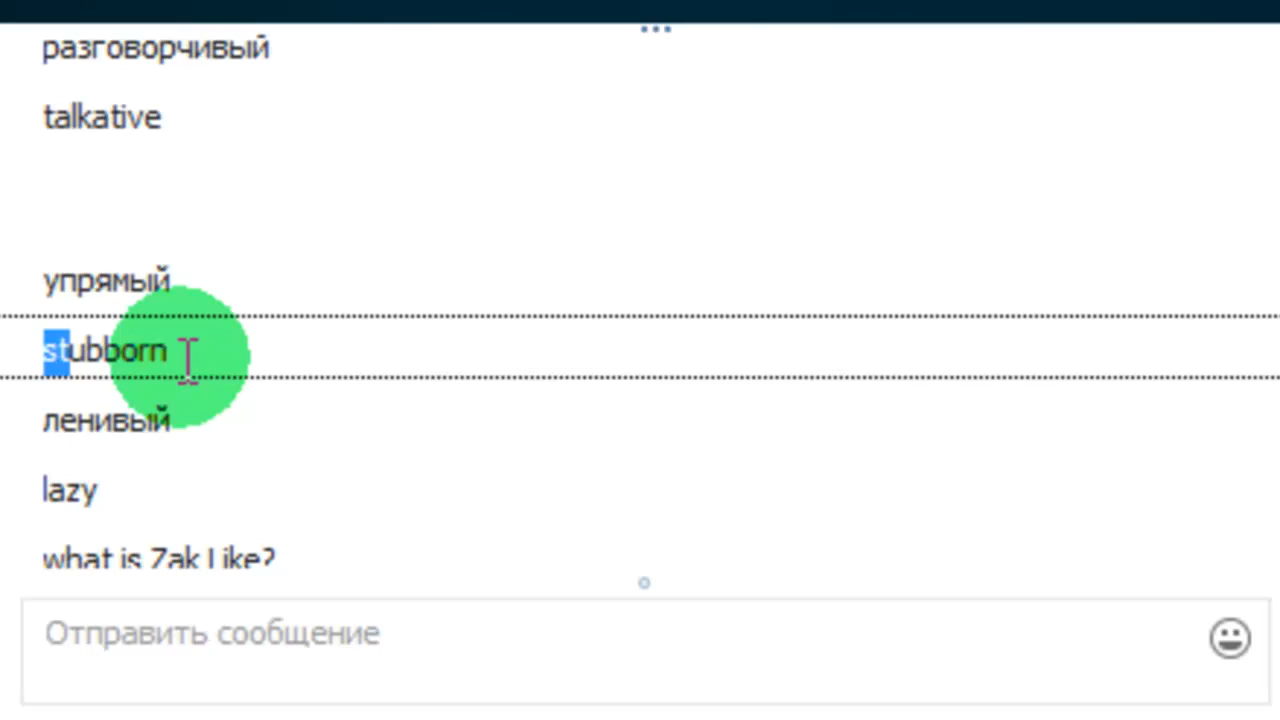 разговорчивый
talkative
упрямый
stubborn
ленивый
lazy
what is Zak Like?
Отправить сообщение